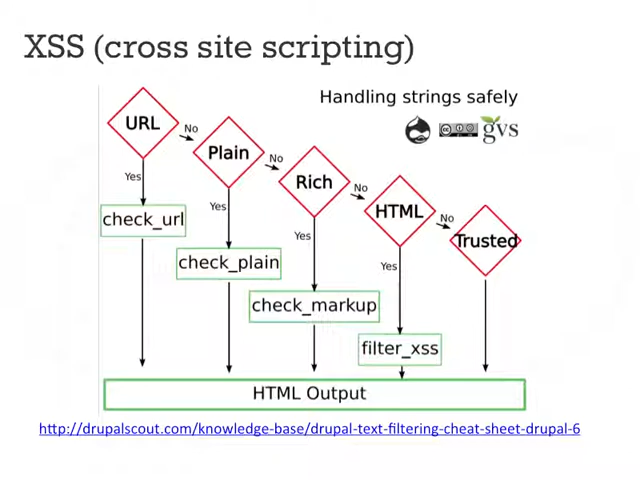 XSS (cross site scripting)
Handling strings safely
gvs
URL
No
Plain
No
Rich
No
HTML
No
Trusted
Yes
Yes
Yes
Yes
check_url
check_plain
check_markup
filter_xss
HTML Output
http://drupalscout.com/knowledge-base/drupal-text-filtering-cheat-sheet-drupal-6